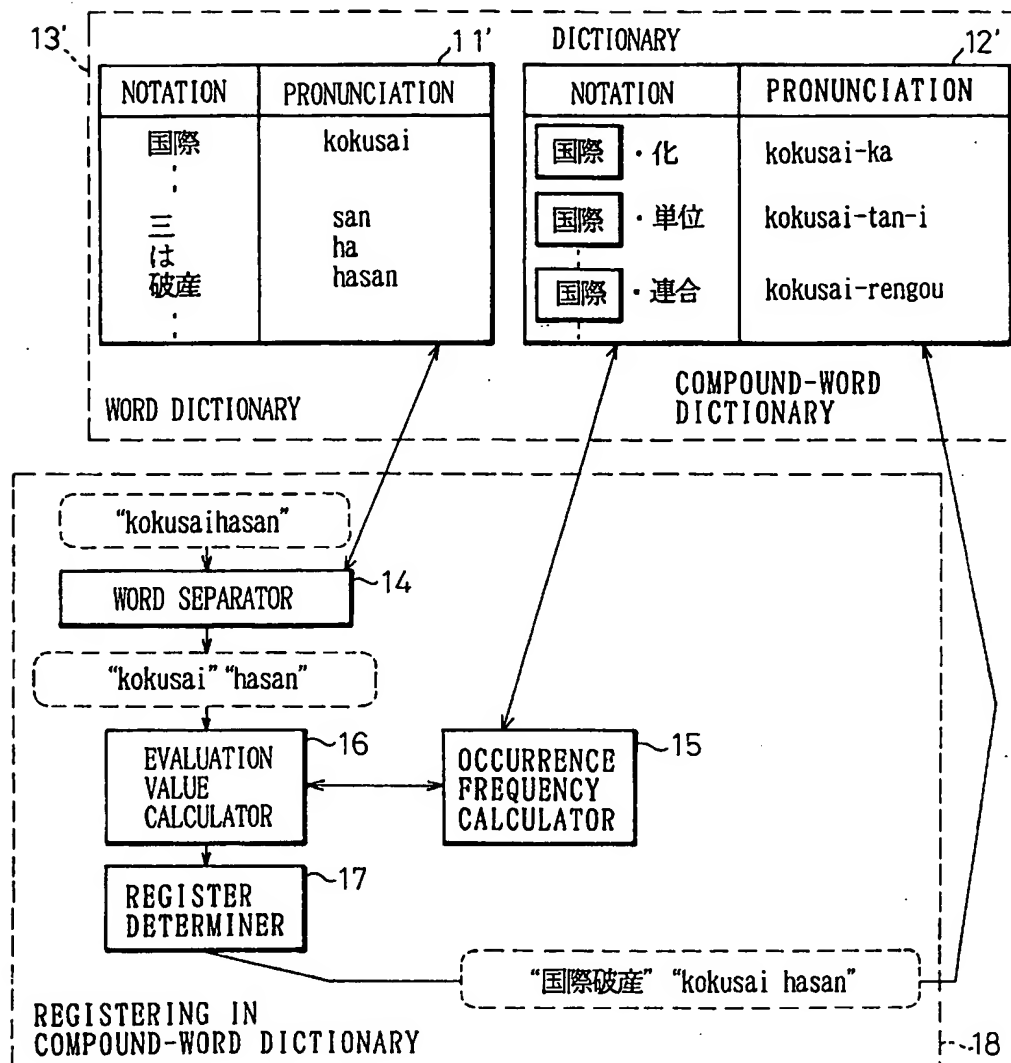 13'
11'
DICTIONARY
12'
NOTATION PRONUNCIATION
国際 kokusai
三 san
は ha
破産 hasan
WORD DICTIONARY
NOTATION PRONUNCIATION
国際・化 kokusai-ka
国際・単位 kokusai-tan-i
国際・連合 kokusai-rengou
COMPOUND-WORD
DICTIONARY
“kokusaihasan”
WORD SEPARATOR
14
“kokusai” “hasan”
EVALUATION
VALUE
CALCULATOR
16
OCCURRENCE
FREQUENCY
CALCULATOR
15
REGISTER
DETERMINER
17
“国際破産” “kokusai hasan”
REGISTERING IN
COMPOUND-WORD DICTIONARY
18